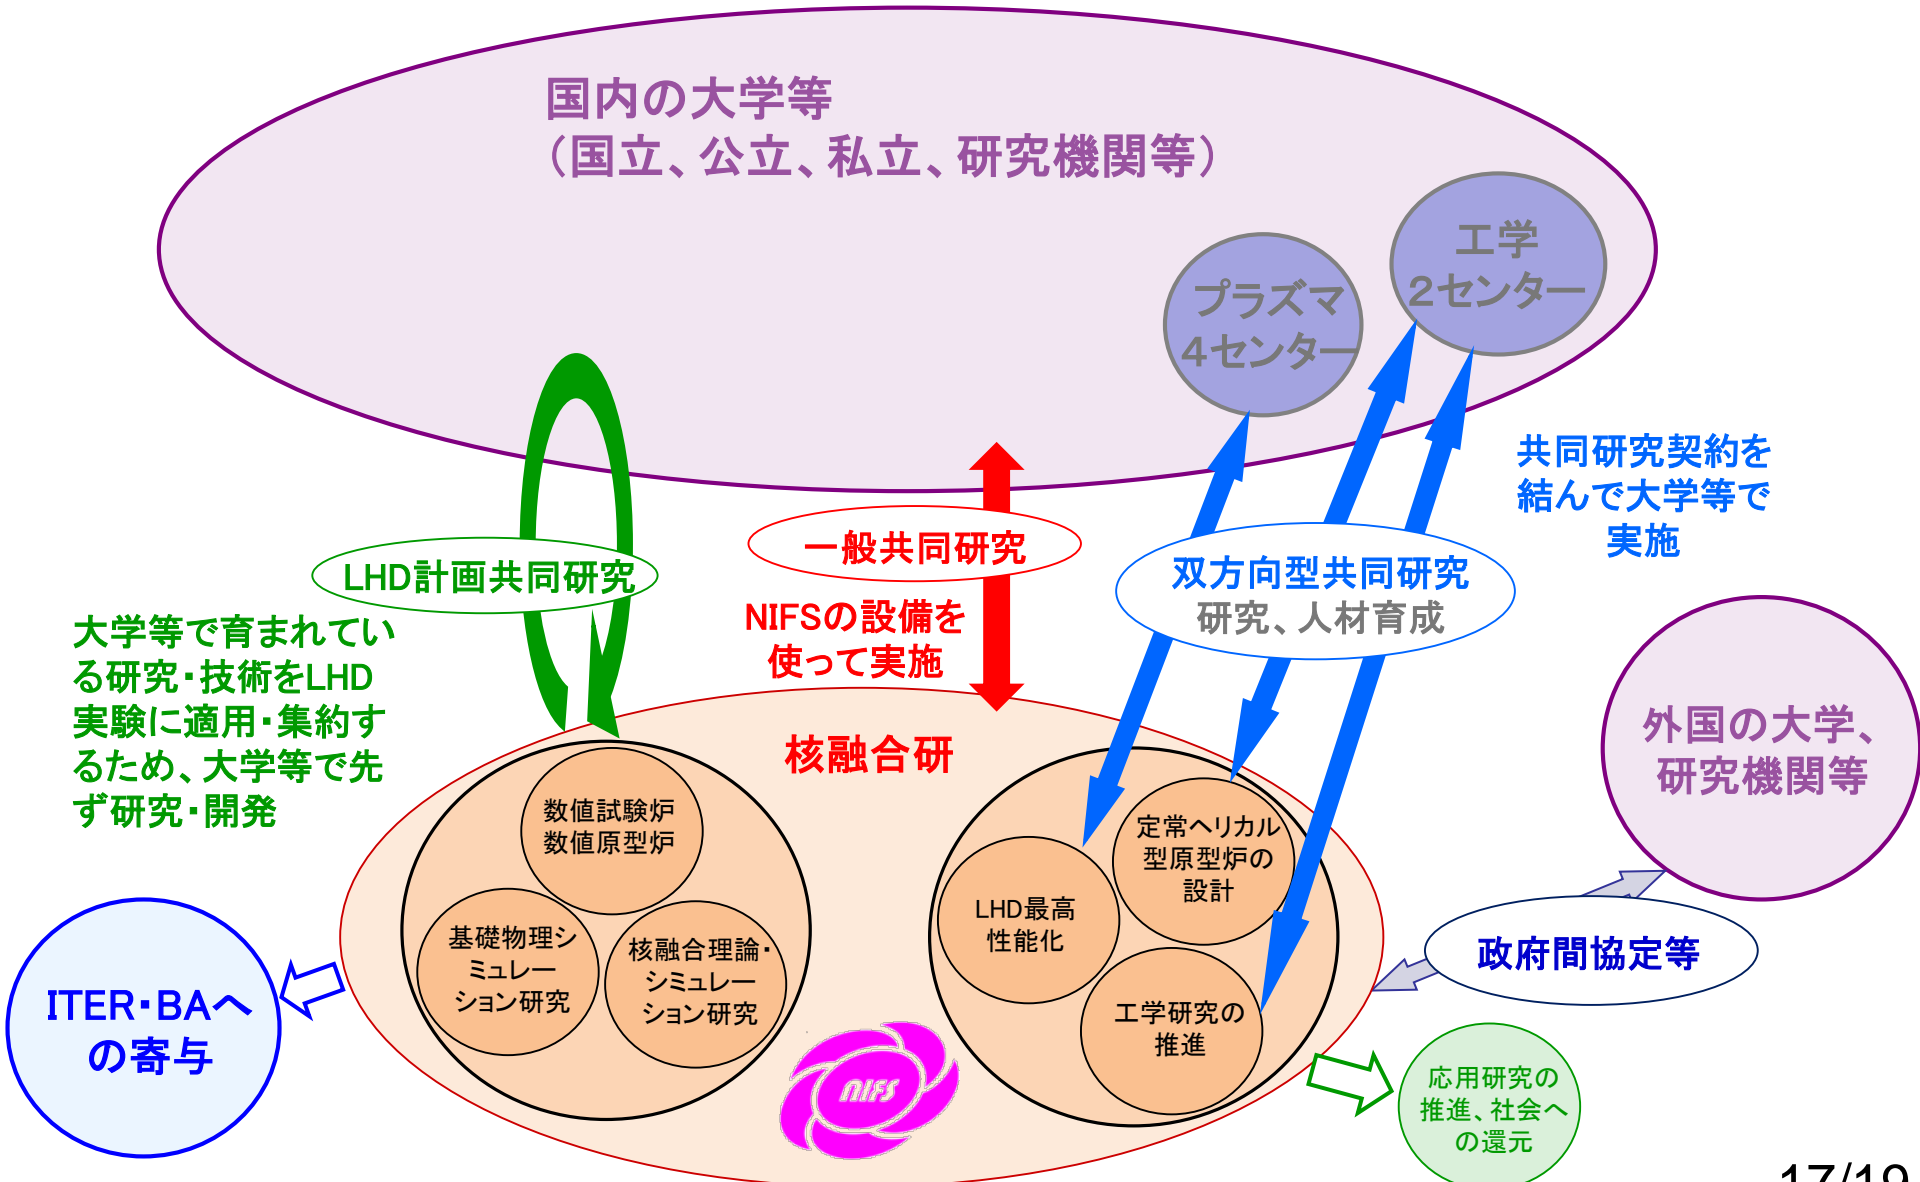 国内の大学等
（国立、公立、私立、研究機関等）
工学
２センター
プラズマ
４センター
共同研究契約を
結んで大学等で
実施
一般共同研究
LHD計画共同研究
双方向型共同研究
研究、人材育成
NIFSの設備を
使って実施
大学等で育まれてい
る研究・技術をLHD
実験に適用・集約す
るため、大学等で先
ず研究・開発
外国の大学、
研究機関等
核融合研
数値試験炉
数値原型炉
定常ヘリカル
型原型炉の
設計
LHD最高
性能化
基礎物理シ
ミュレー
ション研究
核融合理論・
シミュレー
ション研究
政府間協定等
ITER・BAへ
の寄与
工学研究の
推進
NIFS
応用研究の
推進、社会へ
の還元
17/19